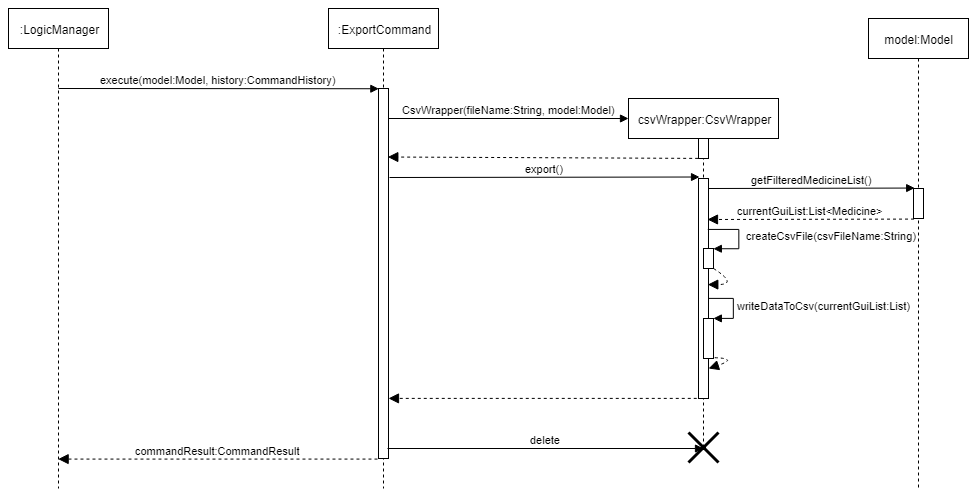 :LogicManager
:ExportCommand
model:Model
execute(model:Model, history:CommandHistory)
CsvWrapper(fileName:String, model:Model)
csvWrapper:CsvWrapper
export()
getFilteredMedicineList()
currentGuiList:List<Medicine>
createCsvFile(csvFileName:String)
writeDataToCsv(currentGuiList:List)
delete
commandResult:CommandResult